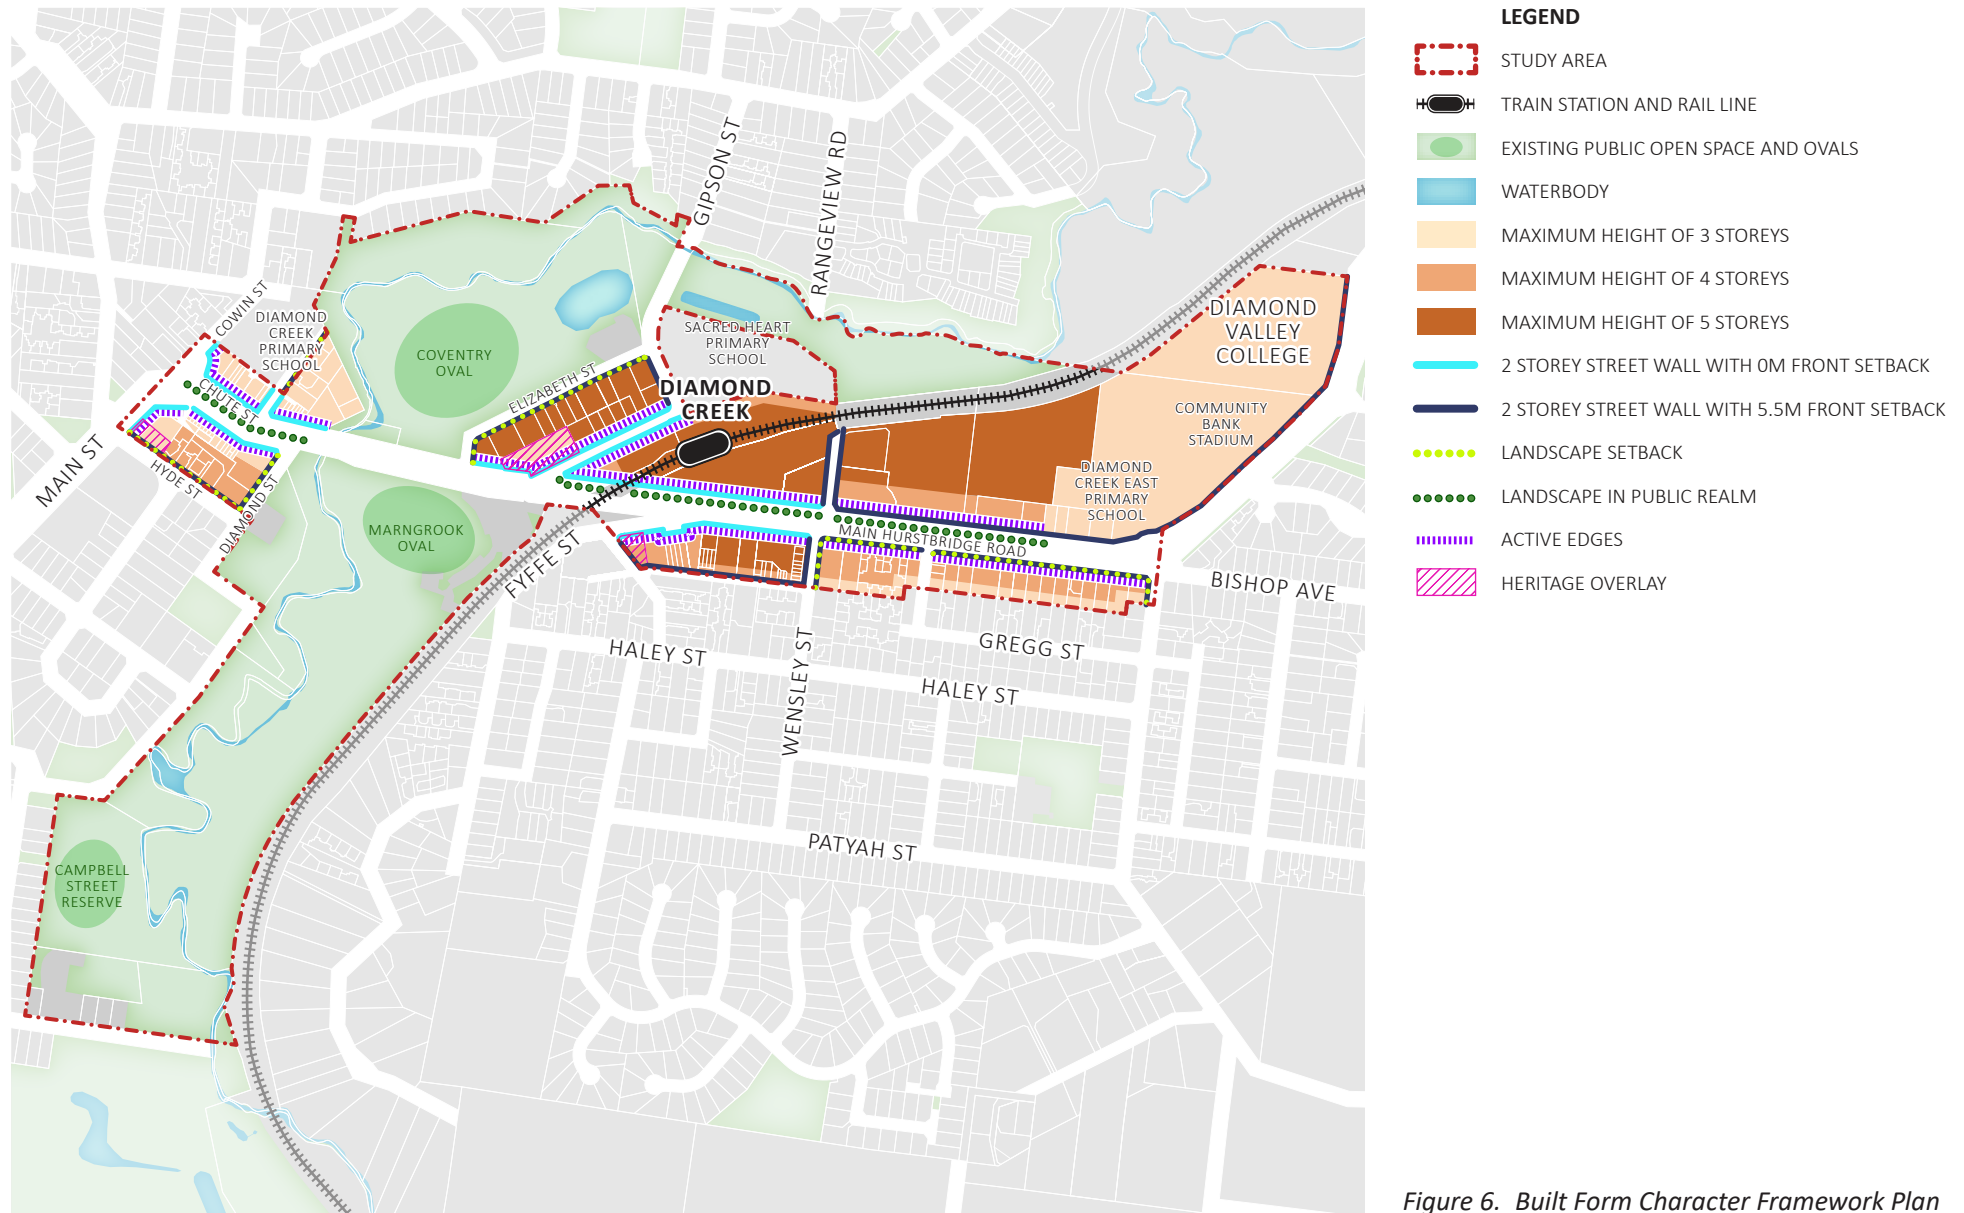 LEGEND
STUDY AREA
TRAIN STATION AND RAIL LINE
EXISTING PUBLIC OPEN SPACE AND OVALS
WATERBODY
MAXIMUM HEIGHT OF 3 STOREYS
MAXIMUM HEIGHT OF 4 STOREYS
MAXIMUM HEIGHT OF 5 STOREYS
2 STOREY STREET WALL WITH 0M FRONT SETBACK
2 STOREY STREET WALL WITH 5.5M FRONT SETBACK
LANDSCAPE SETBACK
LANDSCAPE IN PUBLIC REALM
ACTIVE EDGES
HERITAGE OVERLAY
GIPSON ST
RANGEVIEW RD
COWIN ST
DIAMOND
CREEK
PRIMARY
SCHOOL
SACRED HEART
PRIMARY
SCHOOL
DIAMOND
VALLEY
COLLEGE
COVENTRY
OVAL
ELIZABETH ST
DIAMOND
CREEK
CHUTE ST
COMMUNITY
BANK
STADIUM
MAIN ST
HYDE ST
DIAMOND ST
DIAMOND
CREEK EAST
PRIMARY
SCHOOL
MARNGROOK
OVAL
MAIN HURSTBRIDGE ROAD
FYFFE ST
BISHOP AVE
HALEY ST
GREGG ST
WENSLEY ST
HALEY ST
PATYAH ST
CAMPBELL
STREET
RESERVE
Figure 6. Built Form Character Framework Plan